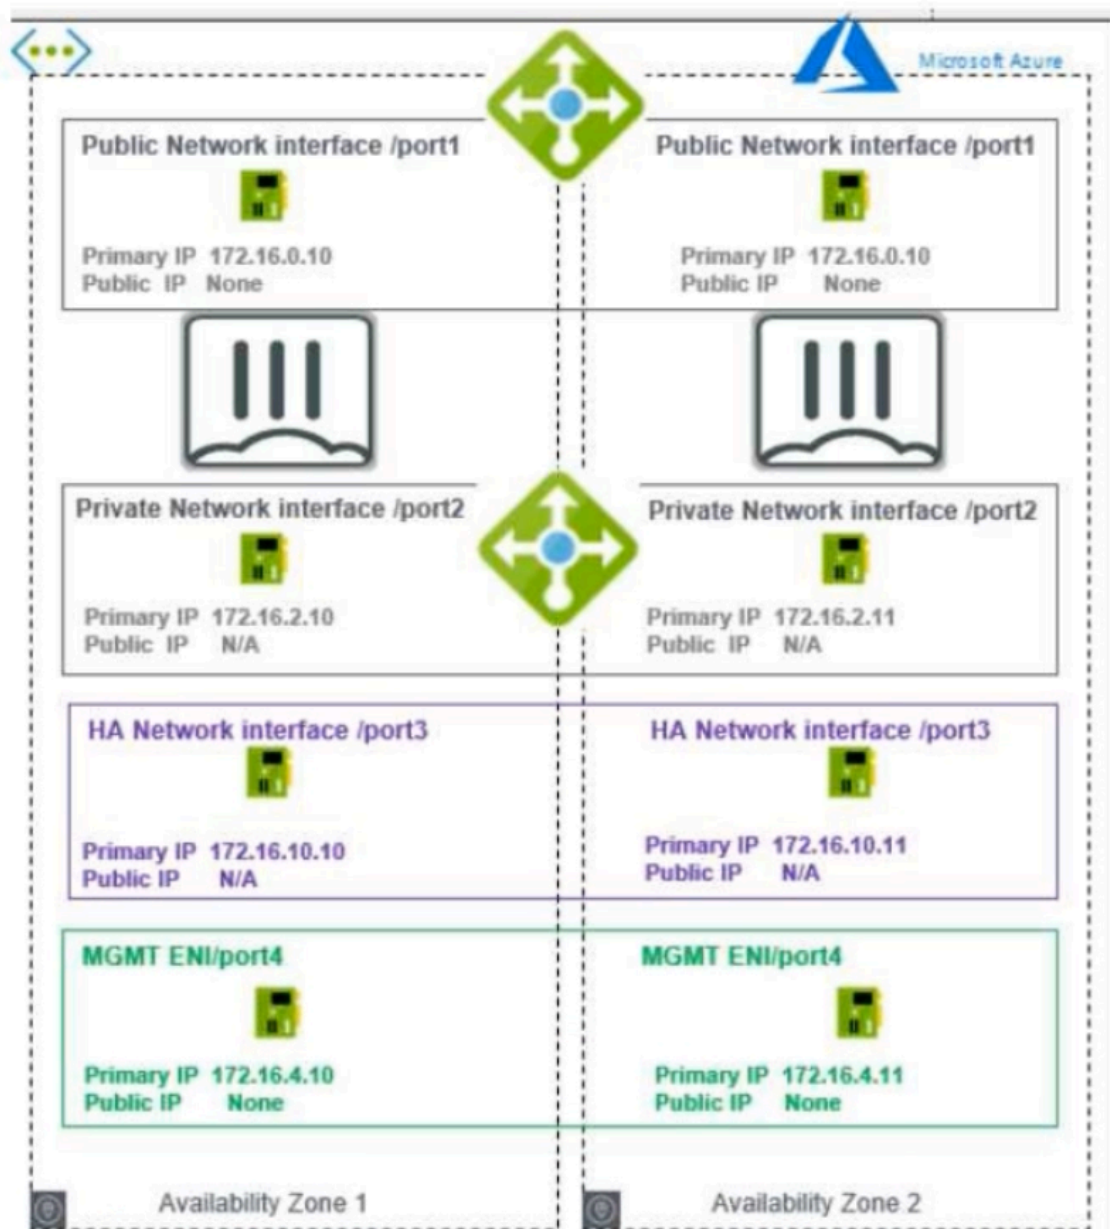 Microsoft Azure
Public Network interface /port1
Primary IP 172.16.0.10
Public IP None
Public Network interface /port1
Primary IP 172.16.0.10
Public IP None
Private Network interface /port2
Primary IP 172.16.2.10
Public IP N/A
Private Network interface /port2
Primary IP 172.16.2.11
Public IP N/A
HA Network interface /port3
Primary IP 172.16.10.10
Public IP N/A
HA Network interface /port3
Primary IP 172.16.10.11
Public IP N/A
MGMT ENI/port4
Primary IP 172.16.4.10
Public IP None
MGMT ENI/port4
Primary IP 172.16.4.11
Public IP None
Availability Zone 1
Availability Zone 2